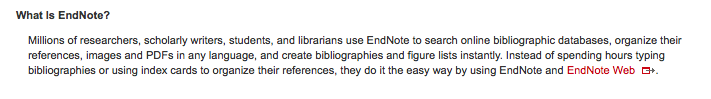 What Is EndNote?
Millions of researchers, scholarly writers, students, and librarians use EndNote to search online bibliographic databases, organize their
references, images and PDFs in any language, and create bibliographies and figure lists instantly. Instead of spending hours typing
bibliographies or using index cards to organize their references, they do it the easy way by using EndNote and EndNote Web .